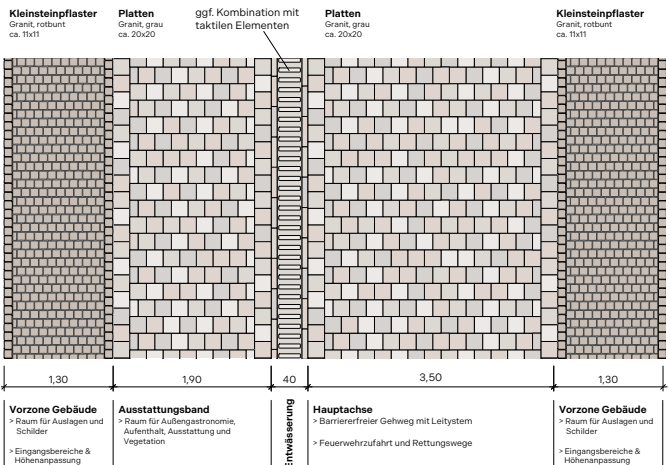 Kleinsteinpflaster
Granit, rotbunt
ca. 11x11
Platten
Granit, grau
ca. 20x20
ggf. Kombination mit
taktilen Elementen
Platten
Granit, grau
ca. 20x20
Kleinsteinpflaster
Granit, rotbunt
ca. 11x11
1,30
1,90
40
3,50
1,30
Vorzone Gebäude
> Raum für Auslagen und
Schilder
> Eingangsbereiche &
Höhenanpassung
Ausstattungsband
> Raum für Außengastronomie,
Aufenthalt, Ausstattung und
Vegetation
Entwässerung
Hauptachse
> Barriererefreier Gehweg mit Leitystem
> Feuerwehrzufahrt und Rettungswege
Vorzone Gebäude
> Raum für Auslagen und
Schilder
> Eingangsbereiche &
Höhenanpassung